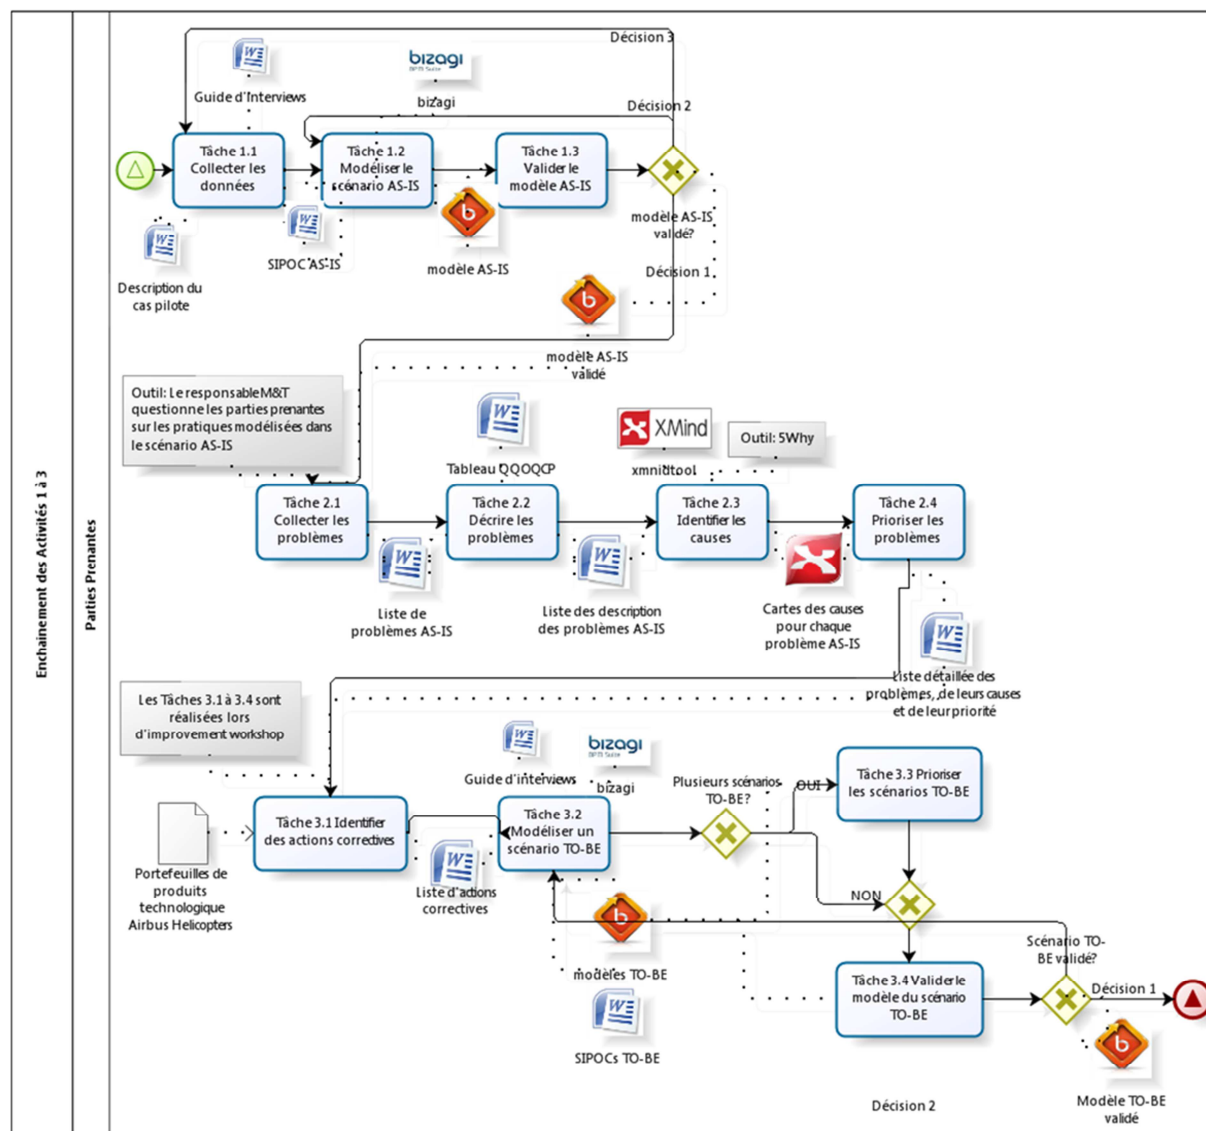 Enchainement des Activités 1 à 3
Parties Prenantes
Décision 3
bizagi
BPM Suite
Guide d'Interviews
bizagi
Décision 2
Tâche 1.1
Collecter les
données
Tâche 1.2
Modéliser le
scénario AS-IS
Tâche 1.3
Valider le
modèle AS-IS
modèle AS-IS
validé?
SIPOC AS-IS
modèle AS-IS
Décision 1
Description du
cas pilote
modèle AS-IS
validé
Outil: Le responsable M&T
questionne les parties prenantes
sur les pratiques modélisées dans
le scénario AS-IS
XMind
Outil: 5Why
Tableau QQOQCP
xmnidtool
Tâche 2.1
Collecter les
problèmes
Tâche 2.2
Décrire les
problèmes
Tâche 2.3
Identifier les
causes
Tâche 2.4
Prioriser les
problèmes
Liste de
problèmes AS-IS
Liste des description
des problèmes AS-IS
Cartes des causes
pour chaque
problème AS-IS
Liste détaillée des
problèmes, de leurs causes
et de leur priorité
Les Tâches 3.1 à 3.4 sont
réalisées lors
d'improvement workshop
bizagi
BPM Suite
Guide d'interviews
bizagi
Plusieurs scénarios
TO-BE?
OUI
Tâche 3.3 Prioriser
les scénarios TO-BE
Tâche 3.1 Identifier
des actions correctives
Tâche 3.2
Modéliser un
scénario TO-BE
Portefeuilles de
produits
technologique
Airbus Helicopters
Liste d'actions
correctives
NON
modèles TO-BE
Scénario TO-
BE validé?
Tâche 3.4 Valider le
modèle du scénario
TO-BE
Décision 1
SIPOCs TO-BE
Décision 2
Modèle TO-BE
validé